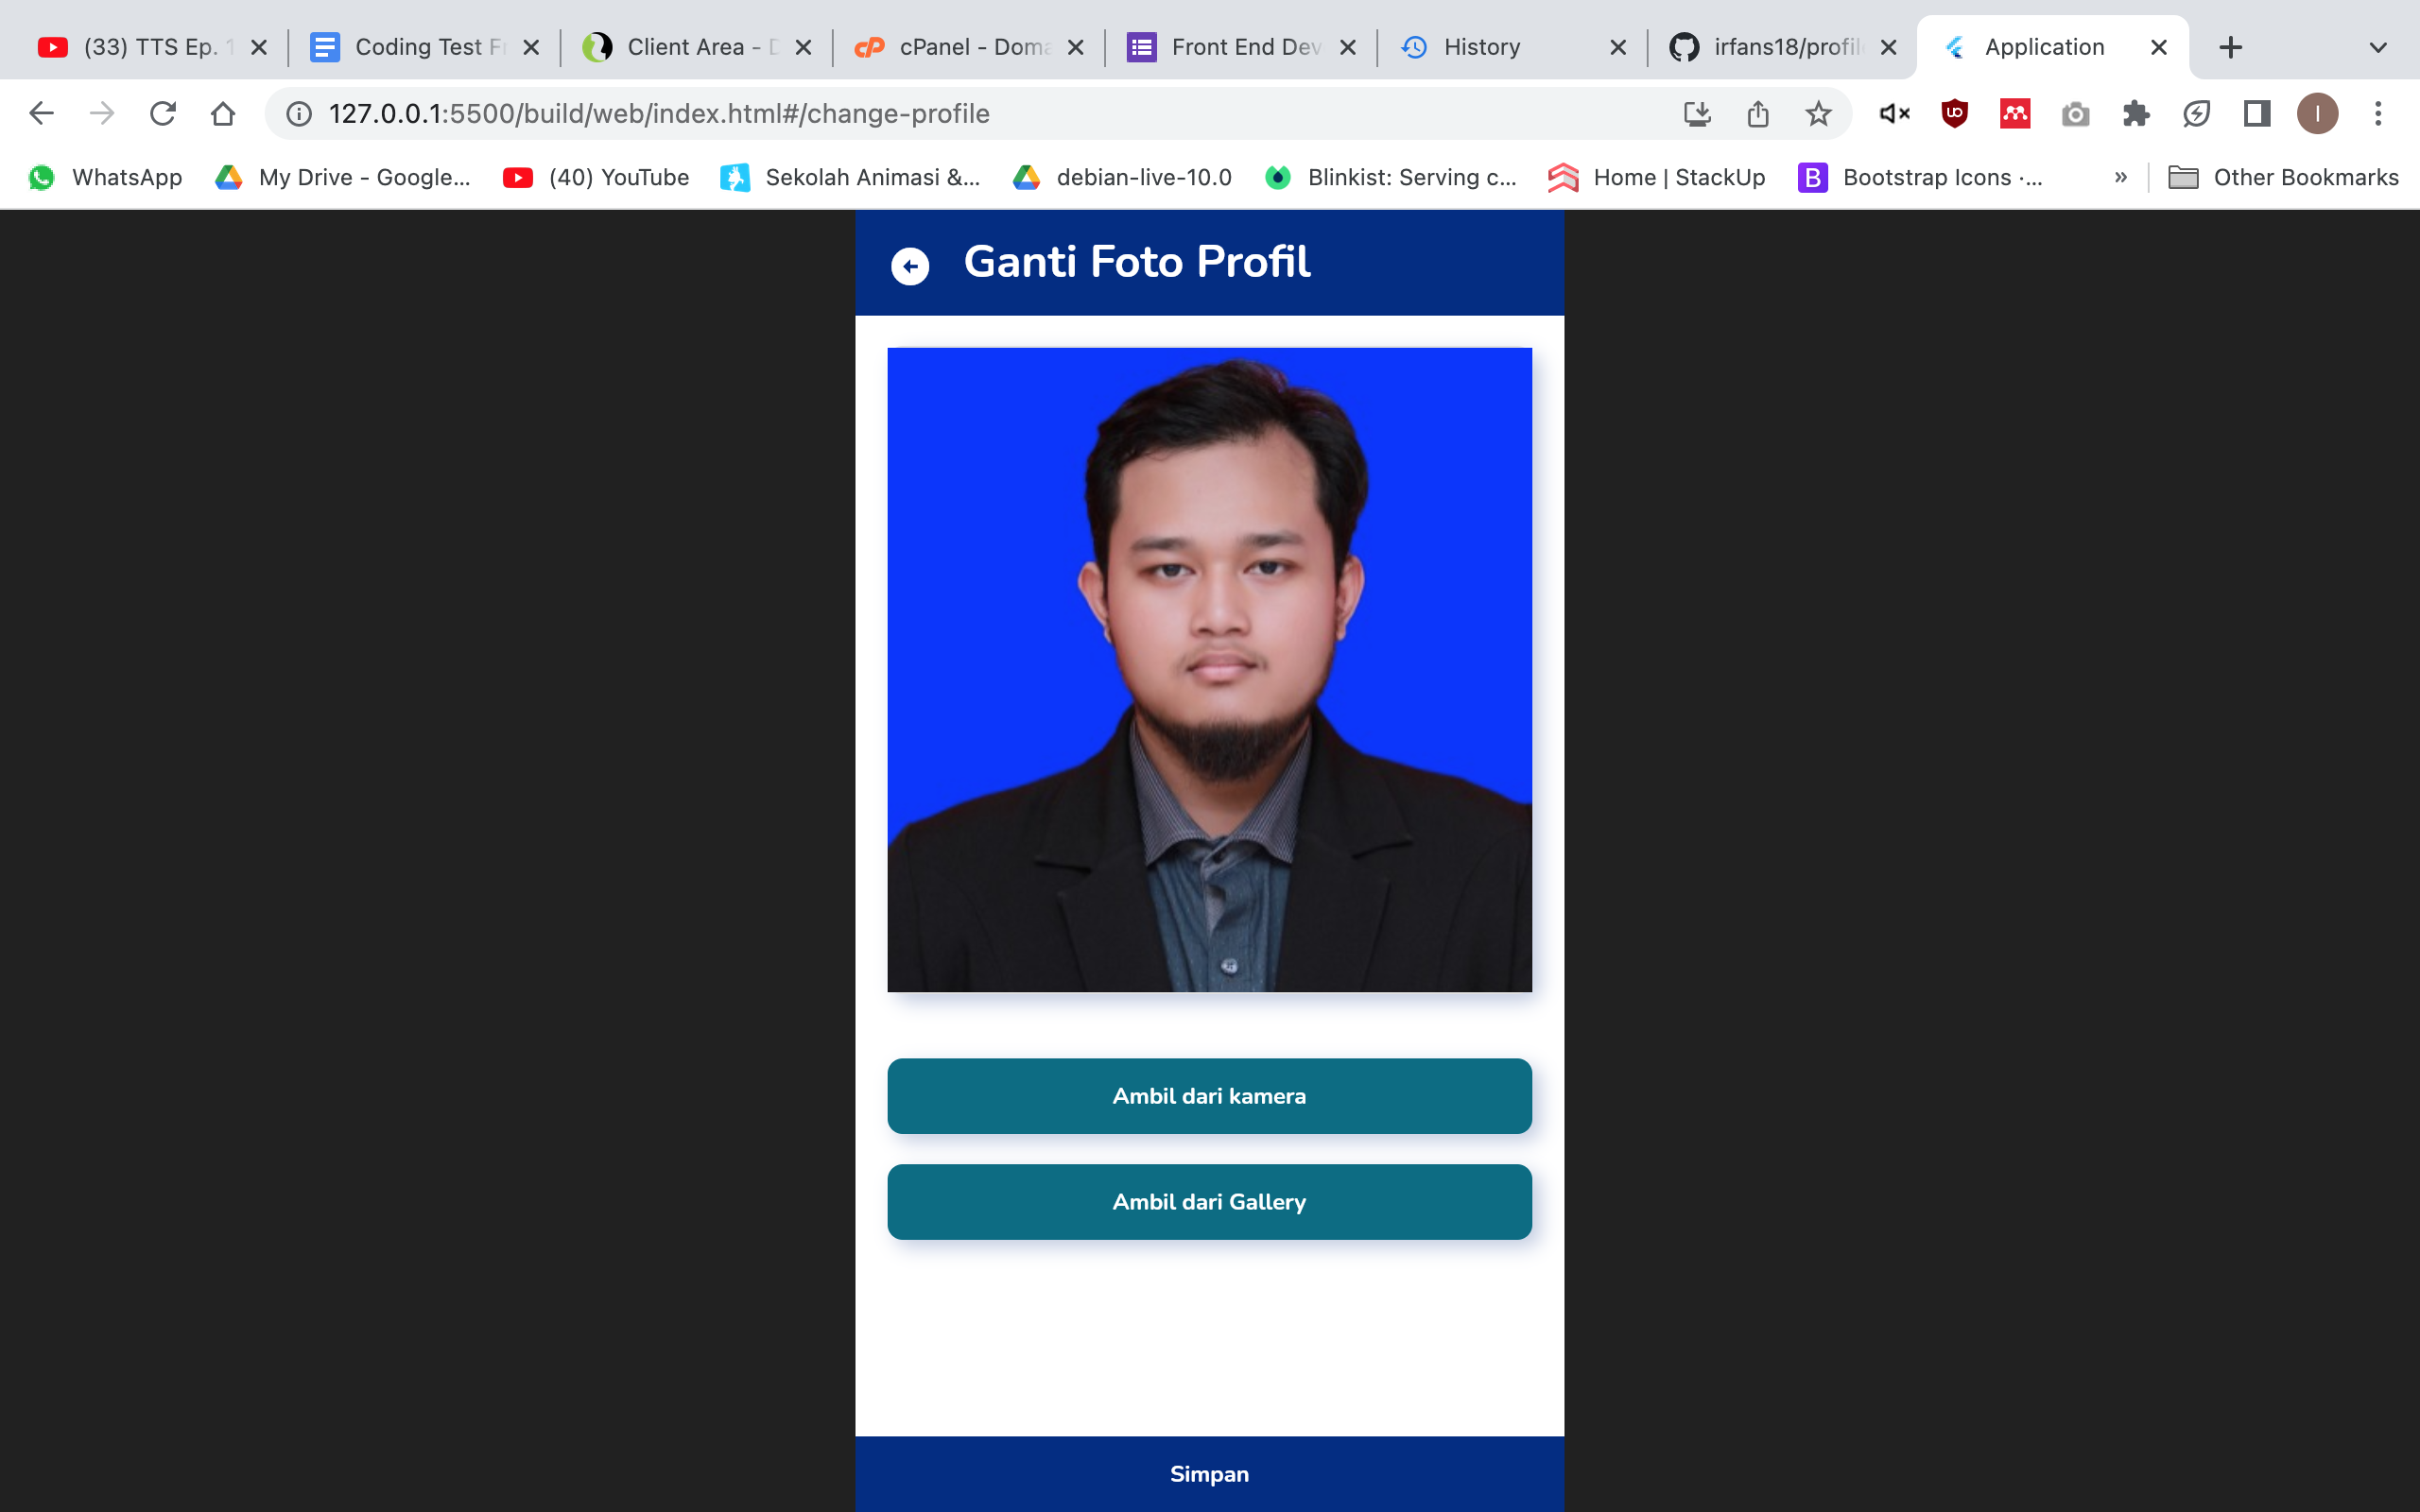 (33) TTS Ep. 1
Coding Test Fr
Client Area - D
cPanel - Doma
Front End Dev
History
irfans18/profile
Application
127.0.0.1:5500/build/web/index.html#/change-profile
I
WhatsApp
My Drive - Google...
(40) YouTube
Sekolah Animasi &...
debian-live-10.0
Blinkist: Serving c...
Home | StackUp
B
Bootstrap Icons ·...
»
Other Bookmarks
Ganti Foto Profil
Ambil dari kamera
Ambil dari Gallery
Simpan